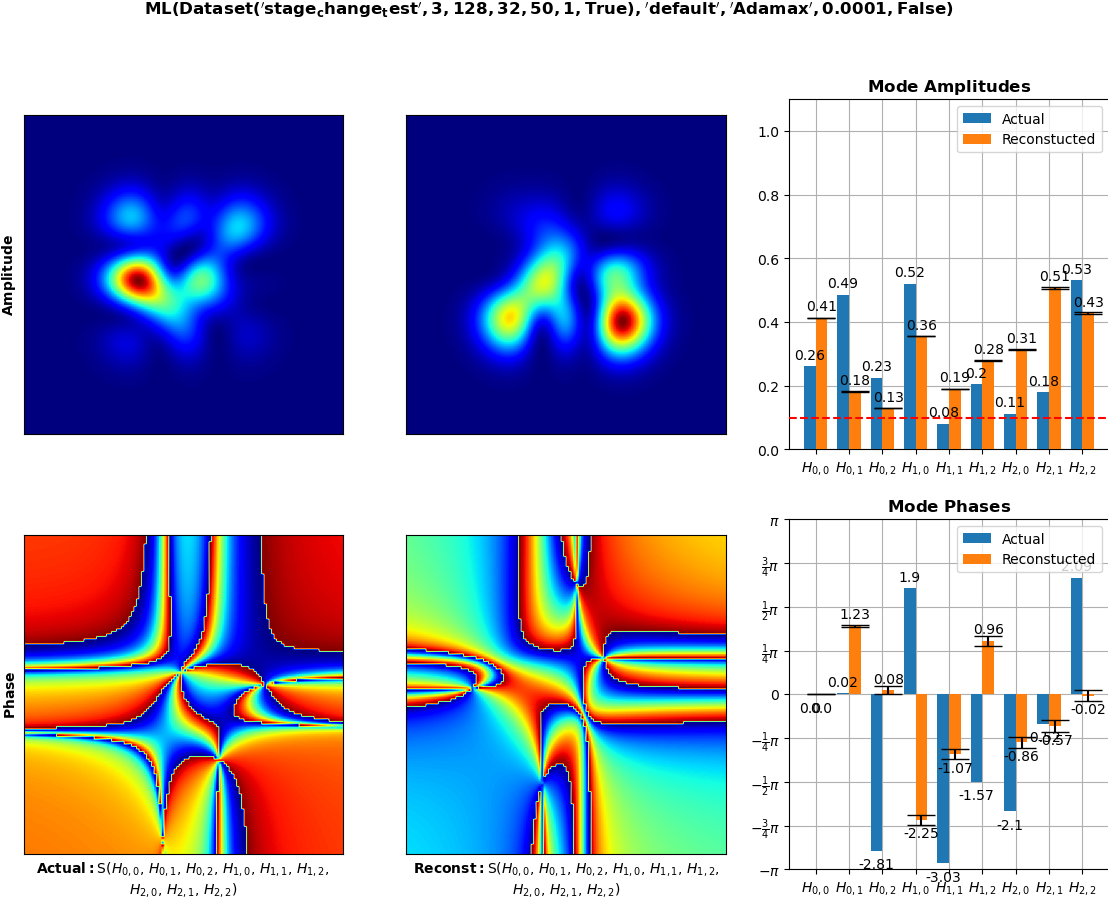 ML(Dataset('stage_change_test', 3, 128, 32, 50, 1, True), 'default', 'Adamax', 0.0001, False)
Amplitude
Mode Amplitudes
Actual
Reconstucted
1.0
0.8
0.6
0.4
0.2
0.0
0.26
0.41
0.49
0.18
0.23
0.13
0.52
0.36
0.08
0.19
0.2
0.28
0.11
0.31
0.18
0.51
0.53
0.43
H0,0 H0,1 H0,2 H1,0 H1,1 H1,2 H2,0 H2,1 H2,2
Phase
Actual: S(H0,0, H0,1, H0,2, H1,0, H1,1, H1,2,
H2,0, H2,1, H2,2)
Reconst: S(H0,0, H0,1, H0,2, H1,0, H1,1, H1,2,
H2,0, H2,1, H2,2)
Mode Phases
Actual
Reconstucted
π
3/4π
1/2π
1/4π
0
−1/4π
−1/2π
−3/4π
−π
0.0
0.0
0.02
1.23
-2.81
0.08
1.9
-2.25
-3.03
-1.07
-1.57
0.96
-2.1
-0.86
-0.57
2.09
-0.02
H0,0 H0,1 H0,2 H1,0 H1,1 H1,2 H2,0 H2,1 H2,2